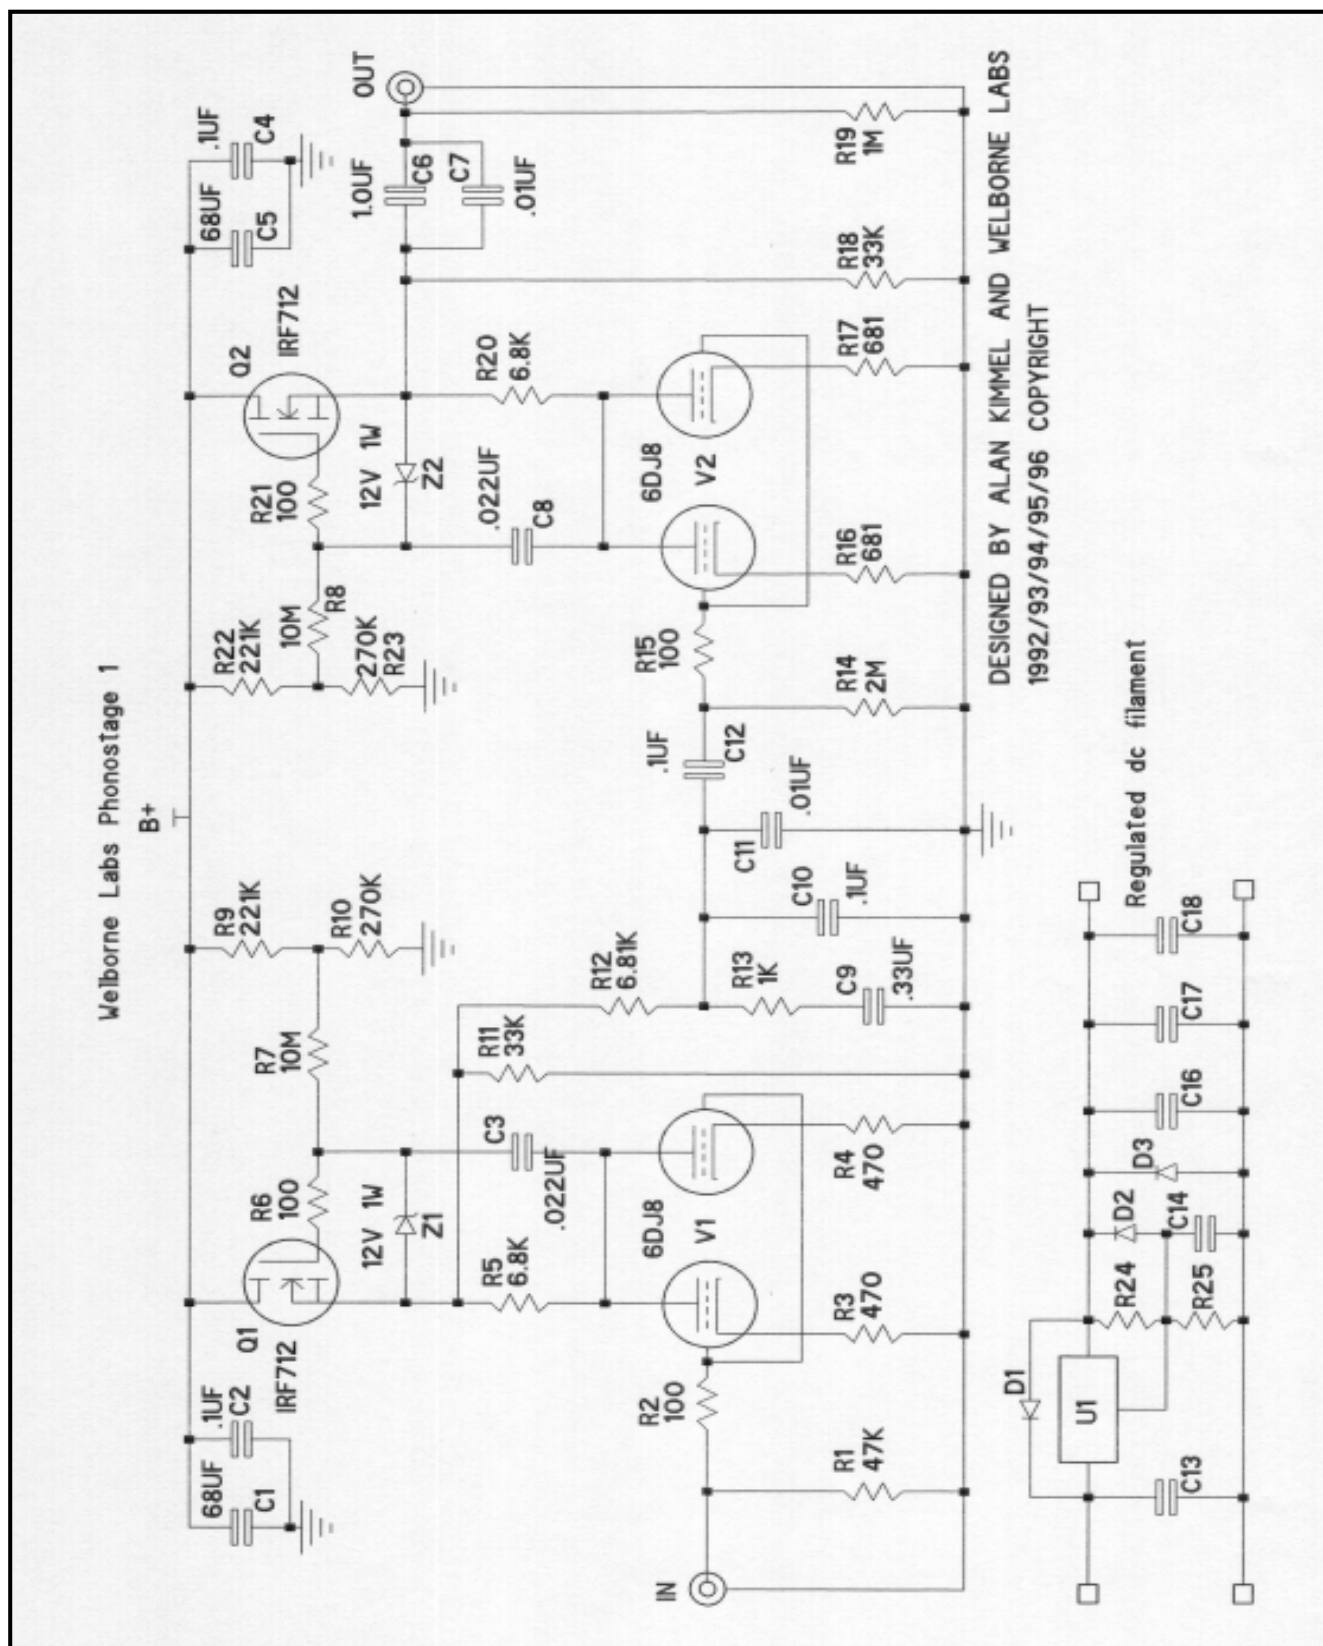 Welborne Labs Phonostage 1
B+
68UF
C1
.1UF
C2
Q1
IRF712
R6
100
R7
10M
R9
221K
R10
270K
R22
221K
10M
R8
270K
R23
R21
100
Q2
IRF712
68UF
C5
.1UF
C4
OUT
12V 1W
Z1
12V 1W
Z2
1.0UF
C6
C7
.01UF
R5
6.8K
C3
.022UF
R11
33K
R12
6.81K
.022UF
C8
R20
6.8K
IN
R2
100
6DJ8
V1
R13
1K
C9
.33UF
C10
.1UF
C11
.01UF
.1UF
C12
R15
100
6DJ8
V2
R1
47K
R3
470
R4
470
R14
2M
R16
681
R17
681
R18
33K
R19
1M
DESIGNED BY ALAN KIMMEL AND WELBORNE LABS
1992/93/94/95/96 COPYRIGHT
Regulated dc filament
D1
U1
C13
R24
R25
D2
C14
D3
C16
C17
C18